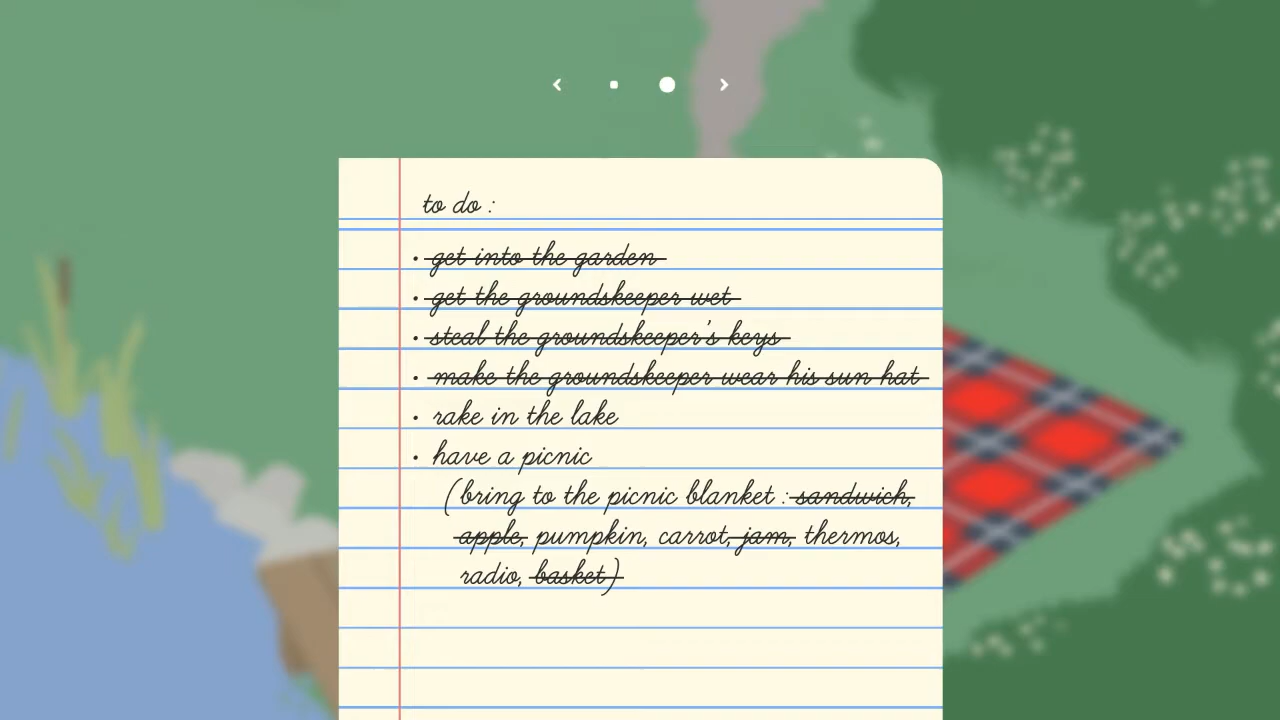 to do :
• get into the garden
• get the groundskeeper wet
• steal the groundskeeper's keys
• make the groundskeeper wear his sun hat
• rake in the lake
• have a picnic
(bring to the picnic blanket : sandwich,
apple, pumpkin, carrot, jam, thermos,
radio, basket)